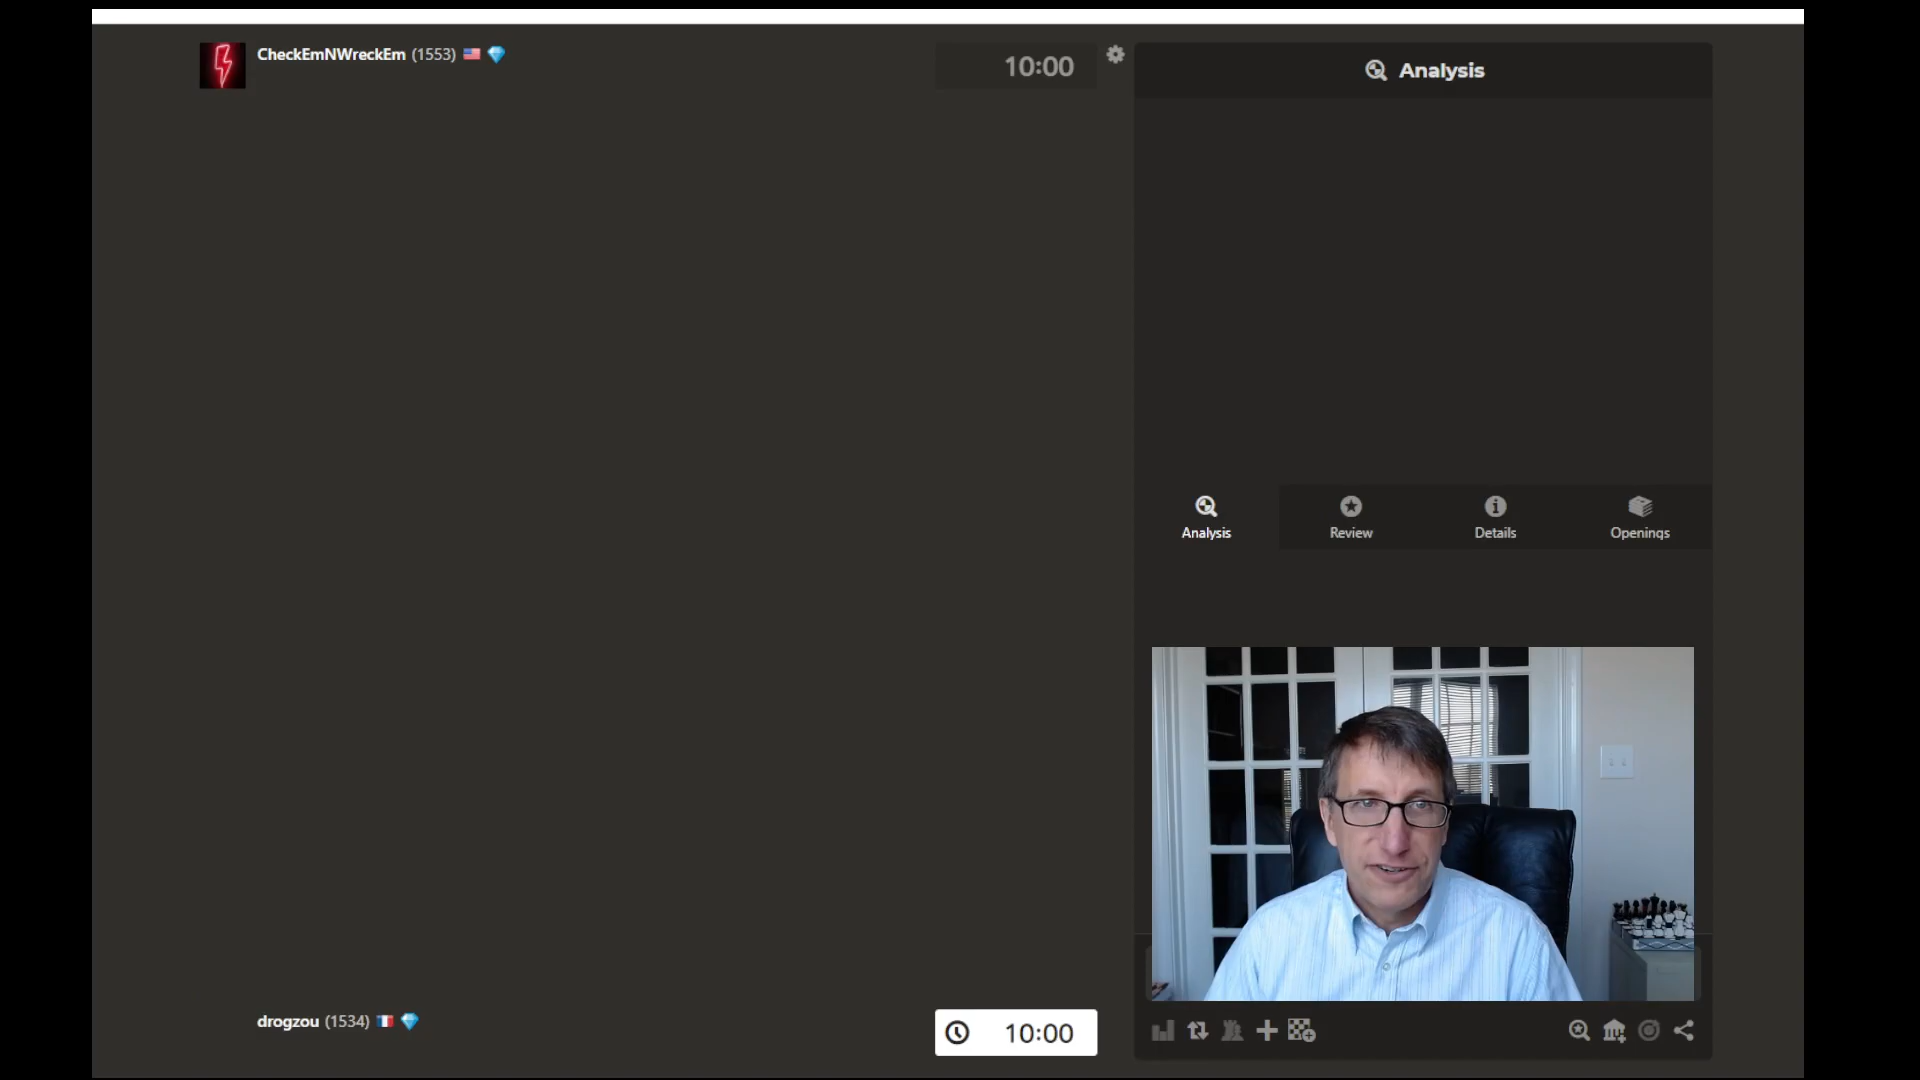 CheckEmNWreckEm (1553)
10:00
Analysis
Analysis
Review
Details
Openings
drogzou (1534)
10:00